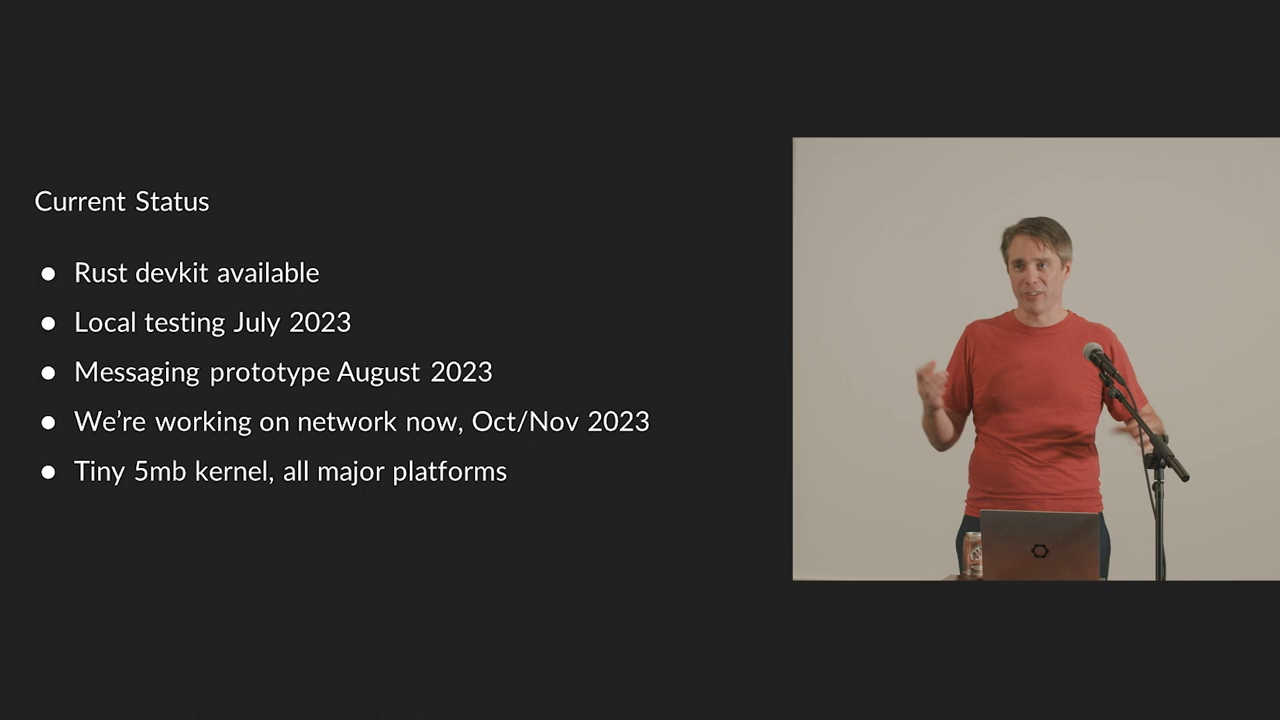 Current Status
● Rust devkit available
● Local testing July 2023
● Messaging prototype August 2023
● We’re working on network now, Oct/Nov 2023
● Tiny 5mb kernel, all major platforms